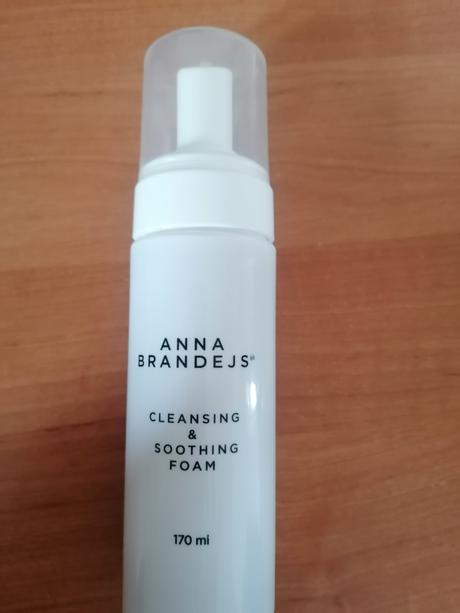 ANNA
BRANDEJS
CLEANSING
&
SOOTHING
FOAM
170 ml